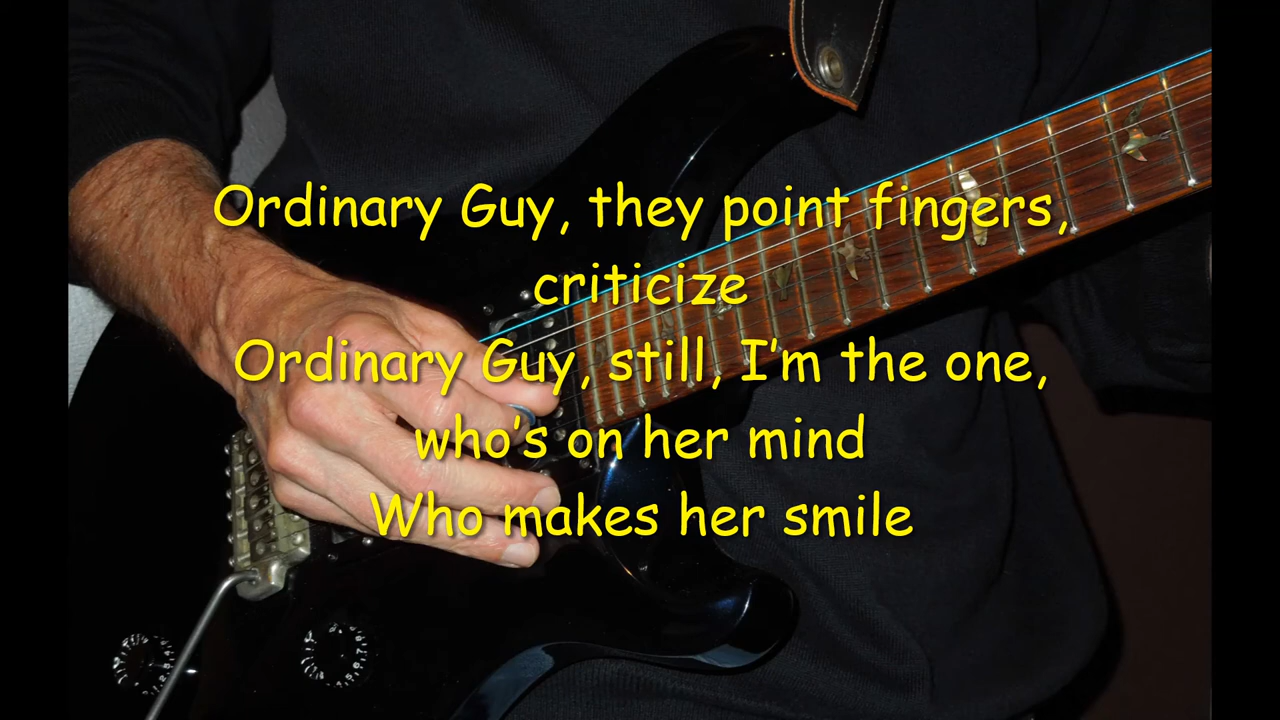 Ordinary Guy, they point fingers,
criticize
Ordinary Guy, still, I’m the one,
who’s on her mind
Who makes her smile